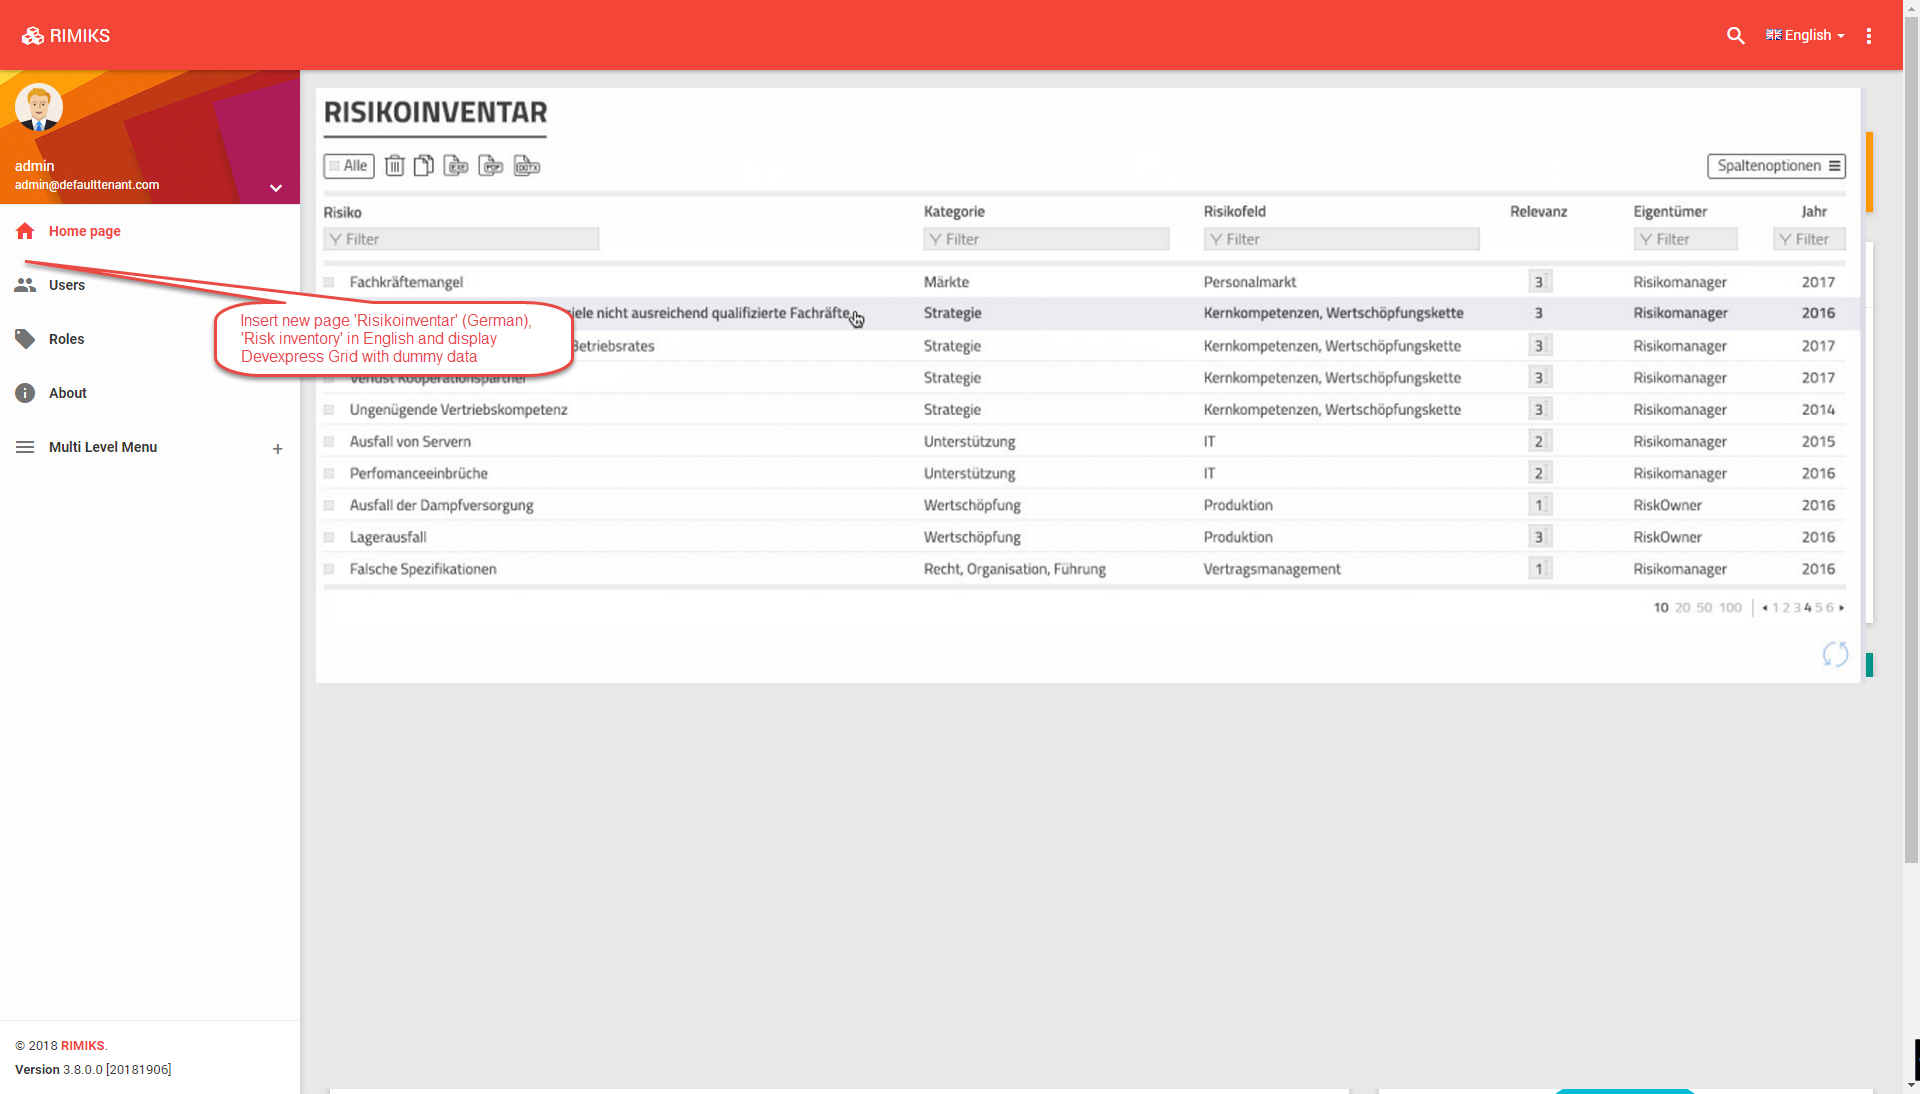 RIMIKS
English
admin
admin@defaulttenant.com
Home page
Users
Roles
About
Multi Level Menu
+
© 2018 RIMIKS.
Version 3.8.0.0 [20181906]
Insert new page 'Risikoinventar' (German),
'Risk inventory' in English and display
Devexpress Grid with dummy data
RISIKOINVENTAR
Alle
PDF
DOTX
Spaltenoptionen
Risiko Kategorie Risikofeld Relevanz Eigentümer Jahr
Filter Filter Filter Filter Filter
Fachkräftemangel Märkte Personalmarkt 3 Risikomanager 2017
nicht ausreichend qualifizierte Fachräfte Strategie Kernkompetenzen, Wertschöpfungskette 3 Risikomanager 2016
Betriebsrates Strategie Kernkompetenzen, Wertschöpfungskette 3 Risikomanager 2017
Verlust Kooperationspartner Strategie Kernkompetenzen, Wertschöpfungskette 3 Risikomanager 2017
Ungenügende Vertriebskompetenz Strategie Kernkompetenzen, Wertschöpfungskette 3 Risikomanager 2014
Ausfall von Servern Unterstützung IT 2 Risikomanager 2015
Perfomanceeinbrüche Unterstützung IT 2 Risikomanager 2016
Ausfall der Dampfversorgung Wertschöpfung Produktion 1 RiskOwner 2016
Lagerausfall Wertschöpfung Produktion 3 RiskOwner 2016
Falsche Spezifikationen Recht, Organisation, Führung Vertragsmanagement 1 Risikomanager 2016
10 20 50 100 1 2 3 4 5 6